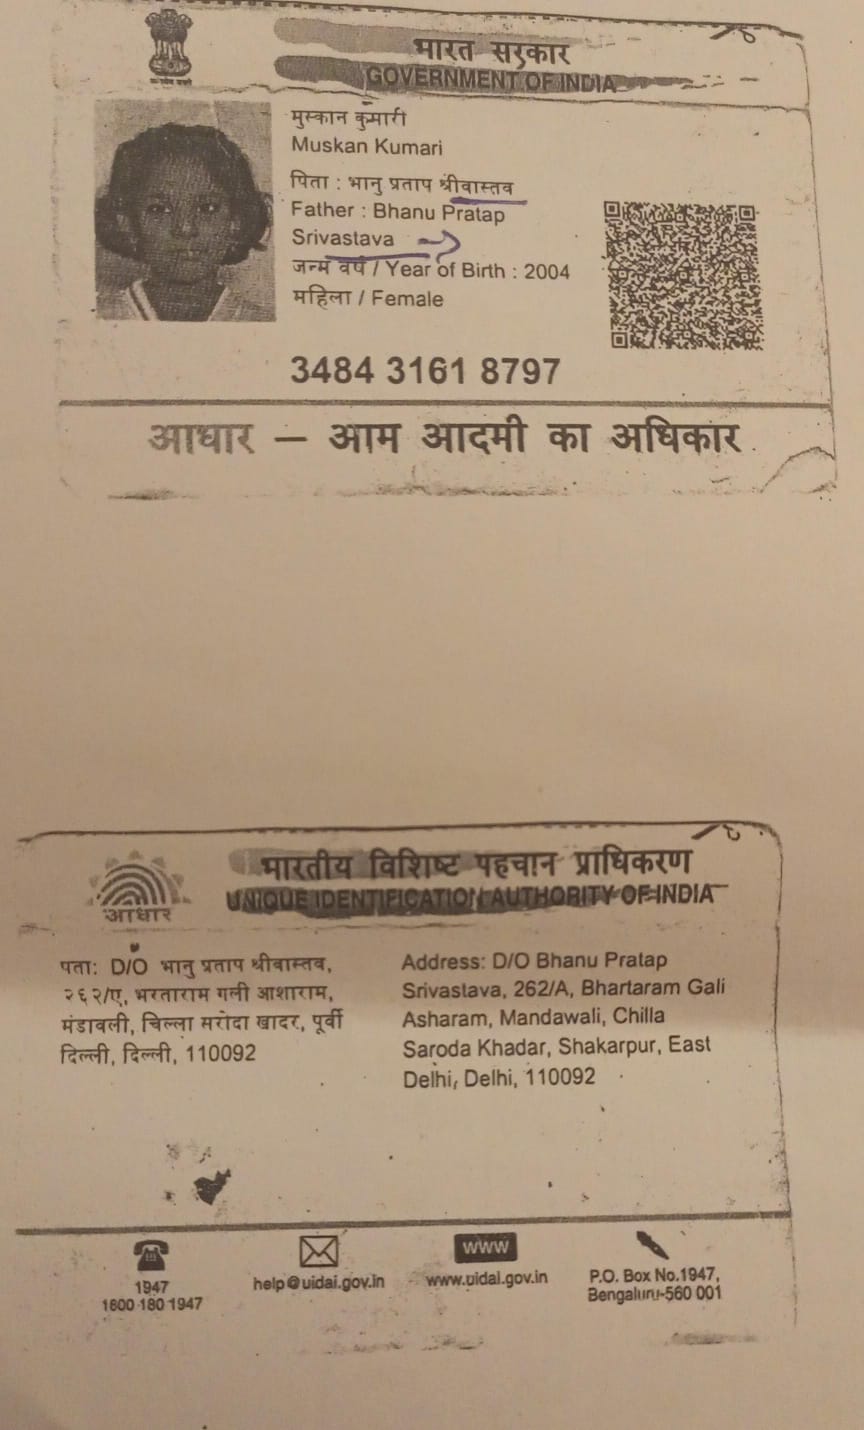 भारत सरकार
GOVERNMENT OF INDIA
मुस्कान कुमारी
Muskan Kumari
पिता : भानु प्रताप श्रीवास्तव
Father : Bhanu Pratap
Srivastava
जन्म वर्ष / Year of Birth : 2004
महिला / Female
3484 3161 8797
आधार – आम आदमी का अधिकार
भारतीय विशिष्ट पहचान प्राधिकरण
UNIQUE IDENTIFICATION AUTHORITY OF INDIA
आधार
पता: D/O भानु प्रताप श्रीवास्तव,
२६२/ए, भरताराम गली आशाराम,
मंडावली, चिल्ला सरोदा खादर, पूर्वी
दिल्ली, दिल्ली, 110092
Address: D/O Bhanu Pratap
Srivastava, 262/A, Bhartaram Gali
Asharam, Mandawali, Chilla
Saroda Khadar, Shakarpur, East
Delhi, Delhi, 110092
1947
1800 180 1947
help@uidai.gov.in
www
www.uidai.gov.in
P.O. Box No.1947,
Bengaluru-560 001